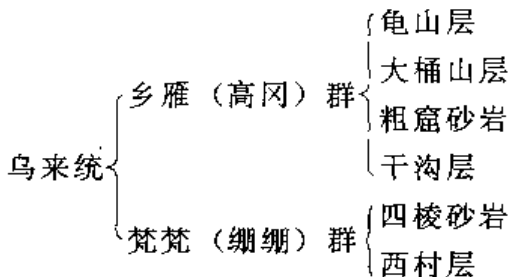 龟山层
大桶山层
乡雁（高冈）群
粗窟砂岩
干沟层
乌来统
四棱砂岩
梵梵（绷绷）群
西村层